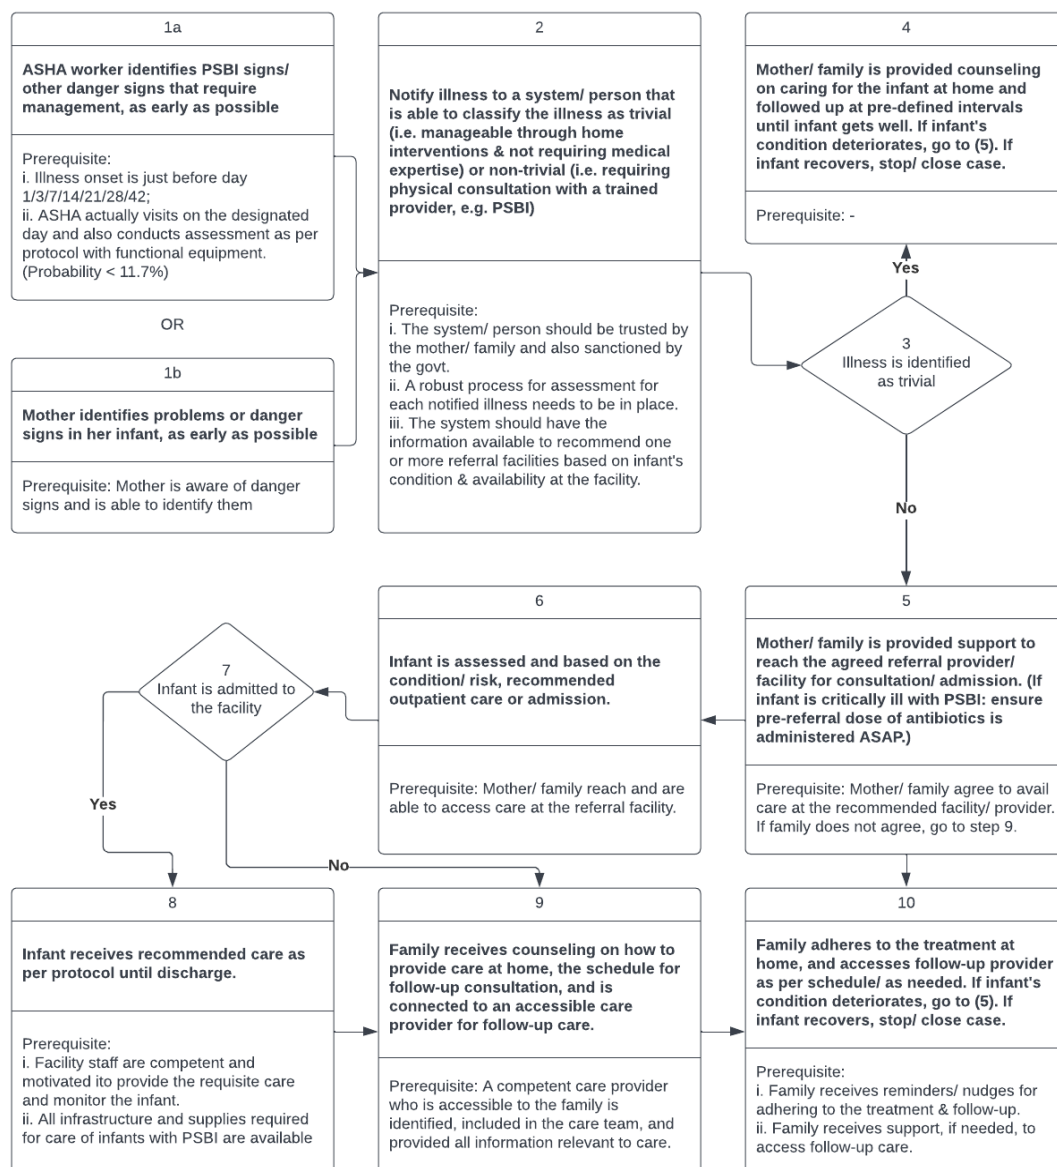 1a
ASHA worker identifies PSBI signs/
other danger signs that require
management, as early as possible
Prerequisite:
i. Illness onset is just before day
1/3/7/14/21/28/42;
ii. ASHA actually visits on the designated
day and also conducts assessment as per
protocol with functional equipment.
(Probability < 11.7%)
OR
1b
Mother identifies problems or danger
signs in her infant, as early as possible
Prerequisite: Mother is aware of danger
signs and is able to identify them
2
Notify illness to a system/ person that
is able to classify the illness as trivial
(i.e. manageable through home
interventions & not requiring medical
expertise) or non-trivial (i.e. requiring
physical consultation with a trained
provider, e.g. PSBI)
Prerequisite:
i. The system/ person should be trusted by
the mother/ family and also sanctioned by
the govt.
ii. A robust process for assessment for
each notified illness needs to be in place.
iii. The system should have the
information available to recommend one
or more referral facilities based on infant's
condition & availability at the facility.
3
Illness is identified
as trivial
Yes
No
4
Mother/ family is provided counseling
on caring for the infant at home and
followed up at pre-defined intervals
until infant gets well. If infant's
condition deteriorates, go to (5). If
infant recovers, stop/ close case.
Prerequisite: -
5
Mother/ family is provided support to
reach the agreed referral provider/
facility for consultation/ admission. (If
infant is critically ill with PSBI: ensure
pre-referral dose of antibiotics is
administered ASAP.)
Prerequisite: Mother/ family agree to avail
care at the recommended facility/ provider.
If family does not agree, go to step 9.
6
Infant is assessed and based on the
condition/ risk, recommended
outpatient care or admission.
Prerequisite: Mother/ family reach and are
able to access care at the referral facility.
7
Infant is admitted to
the facility
Yes
No
8
Infant receives recommended care as
per protocol until discharge.
Prerequisite:
i. Facility staff are competent and
motivated ito provide the requisite care
and monitor the infant.
ii. All infrastructure and supplies required
for care of infants with PSBI are available
9
Family receives counseling on how to
provide care at home, the schedule for
follow-up consultation, and is
connected to an accessible care
provider for follow-up care.
Prerequisite: A competent care provider
who is accessible to the family is
identified, included in the care team, and
provided all information relevant to care.
10
Family adheres to the treatment at
home, and accesses follow-up provider
as per schedule/ as needed. If infant's
condition deteriorates, go to (5). If
infant recovers, stop/ close case.
Prerequisite:
i. Family receives reminders/ nudges for
adhering to the treatment & follow-up.
ii. Family receives support, if needed, to
access follow-up care.